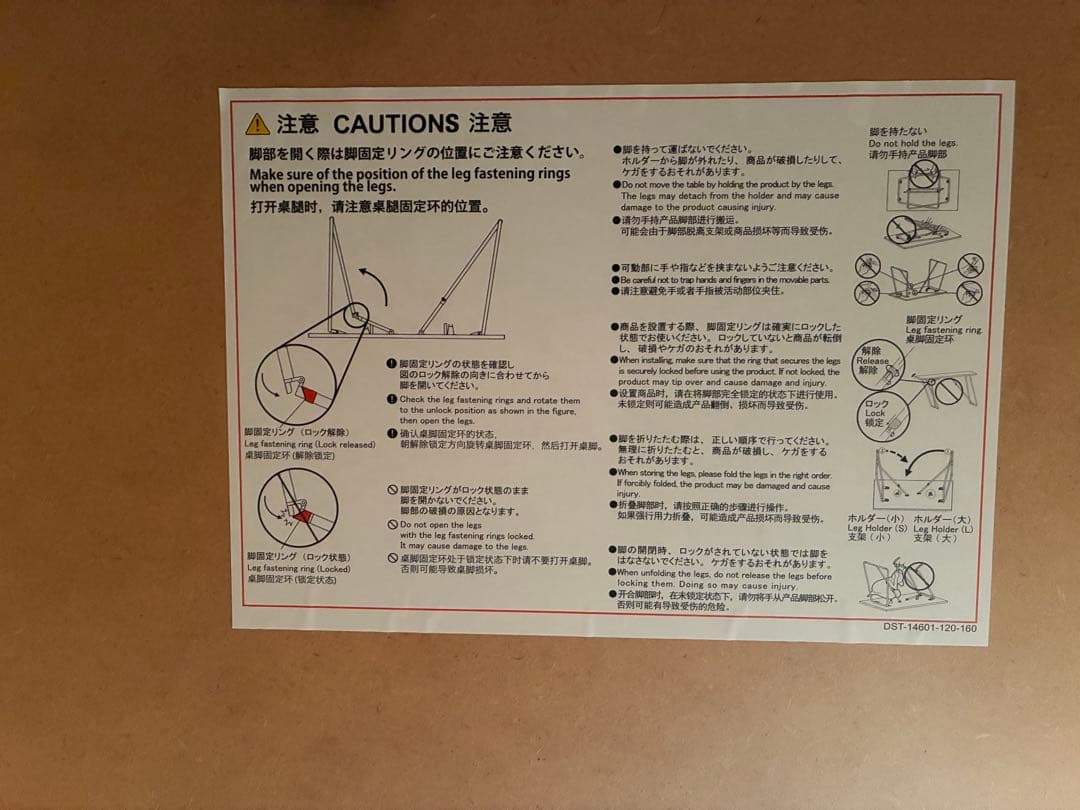 注意 CAUTIONS 注意
脚部を開く際は脚固定リングの位置にご注意ください。
Make sure of the position of the leg fastening rings
when opening the legs.
打开桌腿时，请注意桌腿固定环的位置。
脚固定リングの状態を確認し
図のロック解除の向きに合わせてから
脚を開いてください。
Check the leg fastening rings and rotate them
to the unlock position as shown in the figure,
then open the legs.
确认桌脚固定环的状态,
朝解除锁定方向旋转桌脚固定环，然后打开桌脚。
脚固定リング（ロック解除）
Leg fastening ring (Lock released)
桌脚固定环(解除锁定)
脚固定リングがロック状態のまま
脚を開かないでください。
脚部の破損の原因となります。
Do not open the legs
with the leg fastening rings locked.
It may cause damage to the legs.
桌脚固定环处于锁定状态下时请不要打开桌脚。
否则可能导致桌脚损坏。
脚固定リング（ロック状態）
Leg fastening ring (Locked)
桌脚固定环(锁定状态)
●脚を持って運ばないでください。
ホルダーから脚が外れたり、商品が破損したりして、
ケガをするおそれがあります。
●Do not move the table by holding the product by the legs.
The legs may detach from the holder and may cause
damage to the product causing injury.
●请勿手持产品脚部进行搬运。
可能会由于脚部脱离支架或商品损坏等而导致受伤。
●可動部に手や指などを挟まないようご注意ください。
●Be careful not to trap hands and fingers in the movable parts.
●请注意避免手或者手指被活动部位夹住。
●商品を設置する際、脚固定リングは確実にロックした
状態でお使いください。ロックしていないと商品が転倒
し、破損やケガのおそれがあります。
●When installing, make sure that the ring that secures the legs
is securely locked before using the product. If not locked, the
product may tip over and cause damage and injury.
●设置商品时，请在将脚部完全锁定的状态下进行使用。
未锁定则可能造成产品翻倒、损坏而导致受伤。
●脚を折りたたむ際は、正しい順序で行ってください。
無理に折りたたむと、商品が破損し、ケガをする
おそれがあります。
●When storing the legs, please fold the legs in the right order.
If forcibly folded, the product may be damaged and cause
injury.
●折叠脚部时，请按照正确的步骤进行操作。
如果强行用力折叠，可能造成产品损坏而导致受伤。
●脚の開閉時、ロックがされていない状態では脚を
はなさないでください。ケガをするおそれがあります。
●When unfolding the legs, do not release the legs before
locking them. Doing so may cause injury.
●开合脚部时，在未锁定状态下，请勿将手从产品脚部松开。
否则可能有导致受伤的危险。
脚を持たない
Do not hold the legs.
请勿手持产品脚部
脚固定リング
Leg fastening ring.
桌脚固定环
解除
Release
解除
ロック
Lock
锁定
ホルダー(小) ホルダー(大)
Leg Holder (S) Leg Holder (L)
支架（小） 支架（大）
DST-14601-120-160